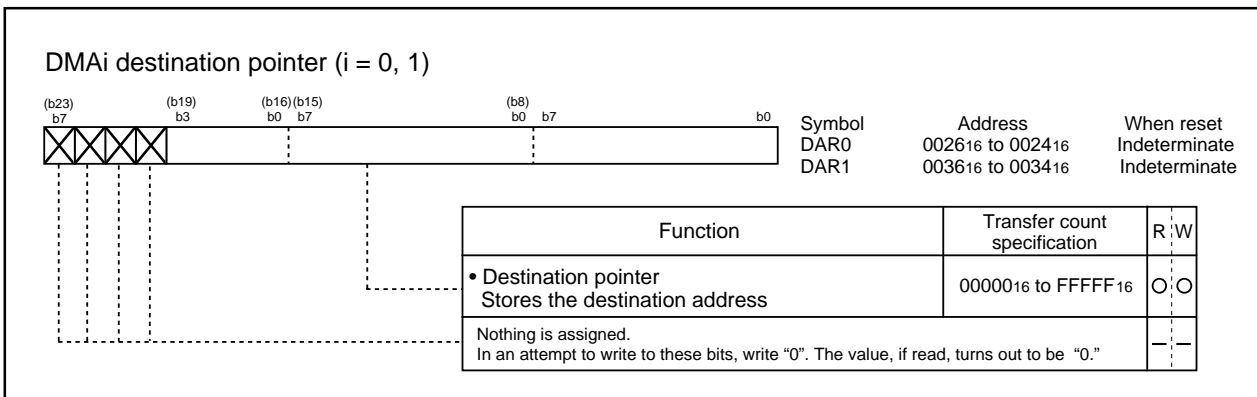 DMAi destination pointer (i = 0, 1)
(b23) (b19) (b16)(b15) (b8)
b7 b3 b0 b7 b0 b7 b0
Symbol Address When reset
DAR0 002616 to 002416 Indeterminate
DAR1 003616 to 003416 Indeterminate
Function Transfer count specification R W
• Destination pointer
Stores the destination address 0000016 to FFFFF16 O O
Nothing is assigned.
In an attempt to write to these bits, write “0”. The value, if read, turns out to be “0.” – –